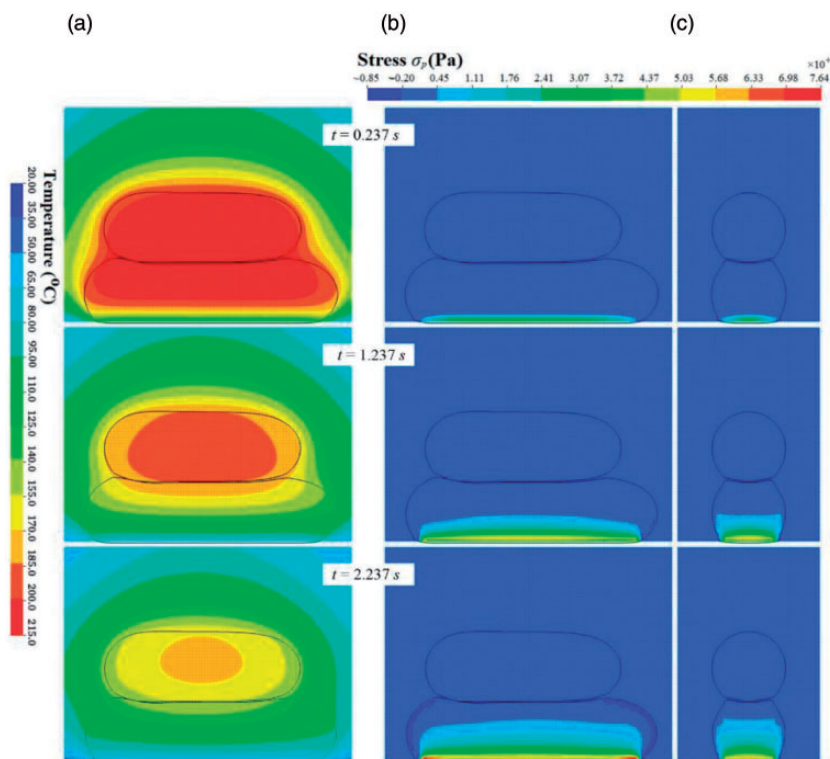 (a)
(b)
(c)
Stress σp(Pa)
−0.85 −0.20 0.45 1.11 1.76 2.41 3.07 3.72 4.37 5.03 5.68 6.33 6.98 7.64
t = 0.237 s
Temperature (⁰C)
20.00 35.00 50.00 65.00 80.00 95.00 110.0 125.0 140.0 155.0 170.0 185.0 200.0 215.0
t = 1.237 s
t = 2.237 s